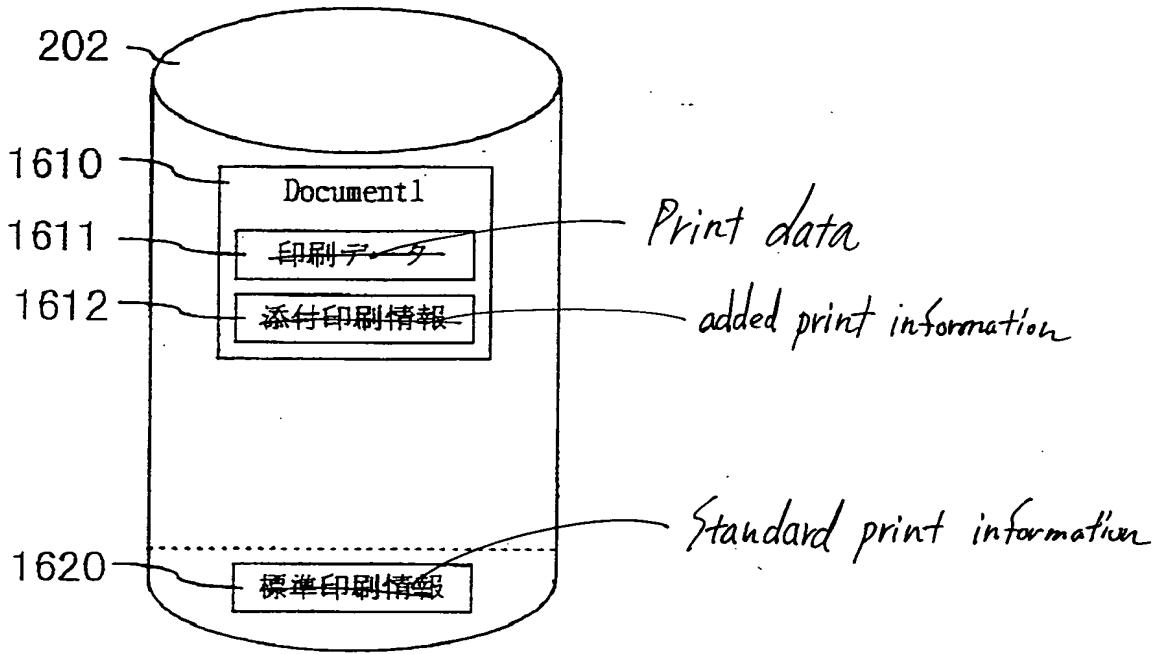 202
1610
Document1
1611
印刷データ
Print data
1612
添付印刷情報
added print information
1620
標準印刷情報
Standard print information